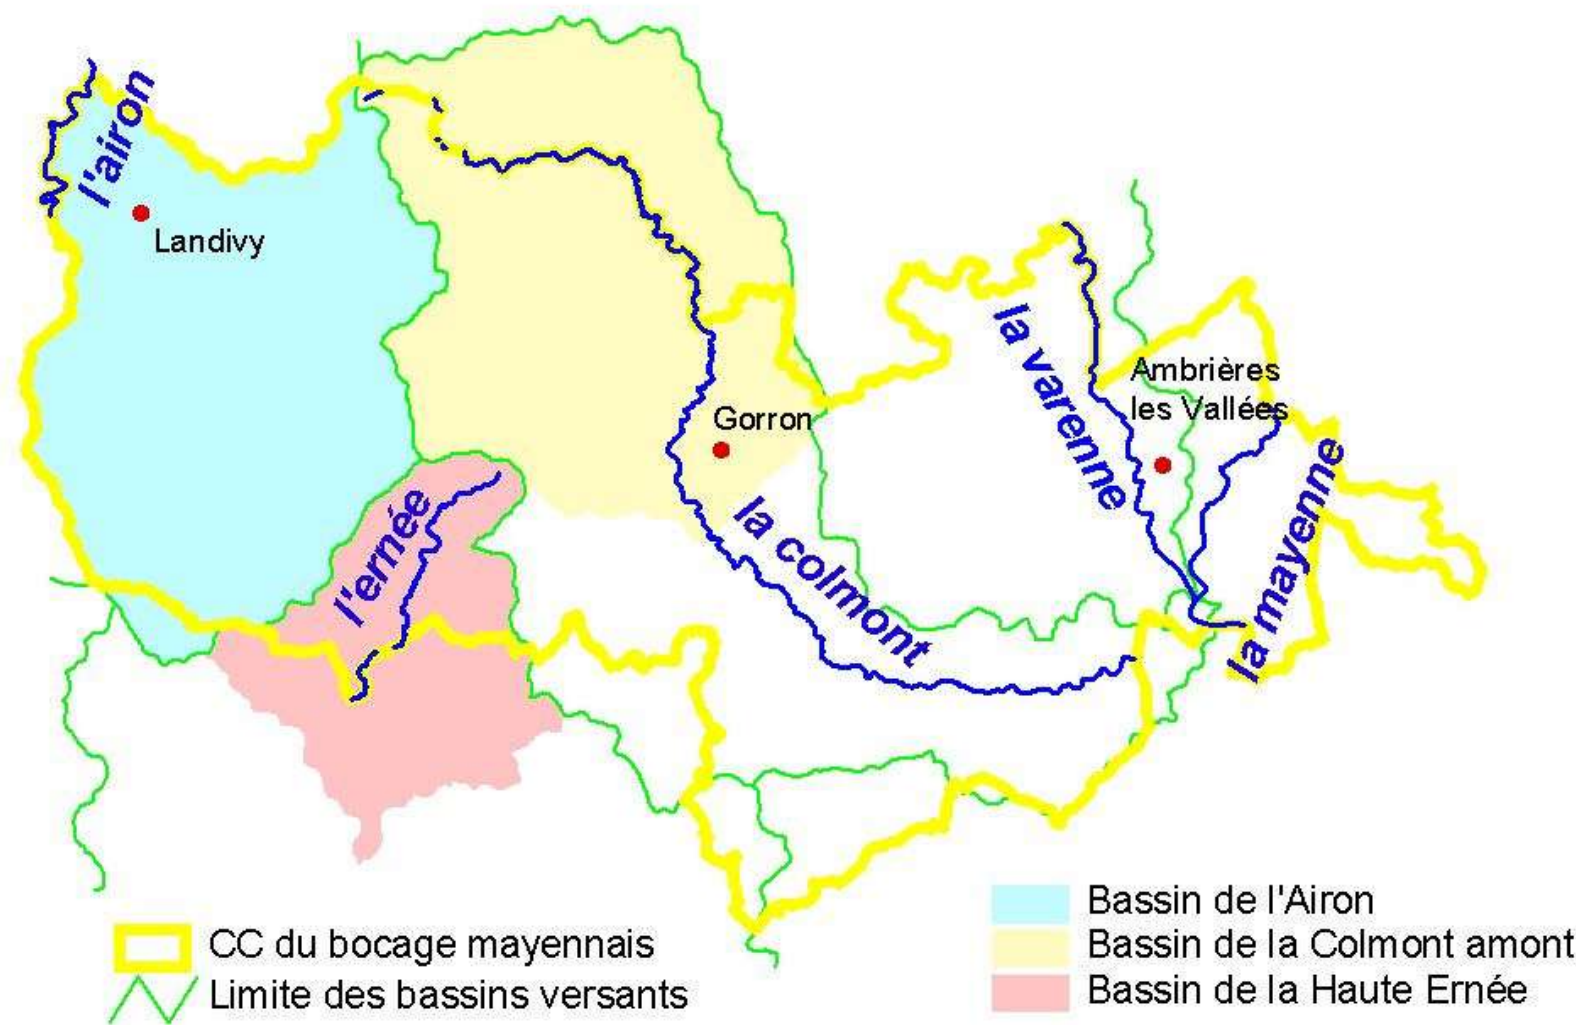 l'airon
Landivy
la varenne
Ambrières
les Vallées
Gorron
l'ernée
la colmont
la mayenne
CC du bocage mayennais
Limite des bassins versants
Bassin de l'Airon
Bassin de la Colmont amont
Bassin de la Haute Ernée